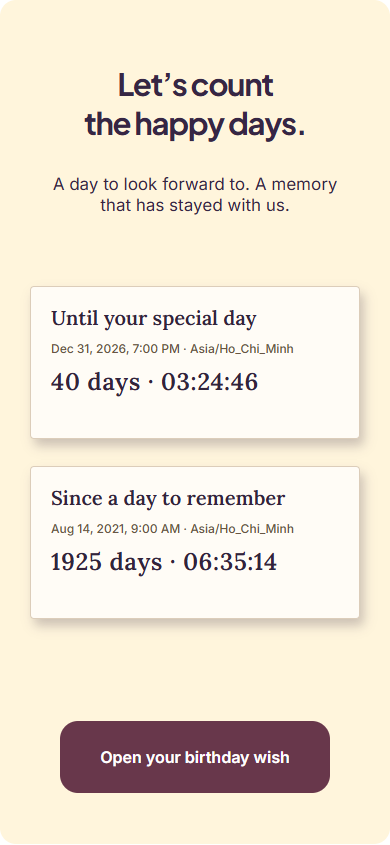 Let’s count
the happy days.
A day to look forward to. A memory
that has stayed with us.
Until your special day
Dec 31, 2026, 7:00 PM · Asia/Ho_Chi_Minh
40 days · 03:24:46
Since a day to remember
Aug 14, 2021, 9:00 AM · Asia/Ho_Chi_Minh
1925 days · 06:35:14
Open your birthday wish